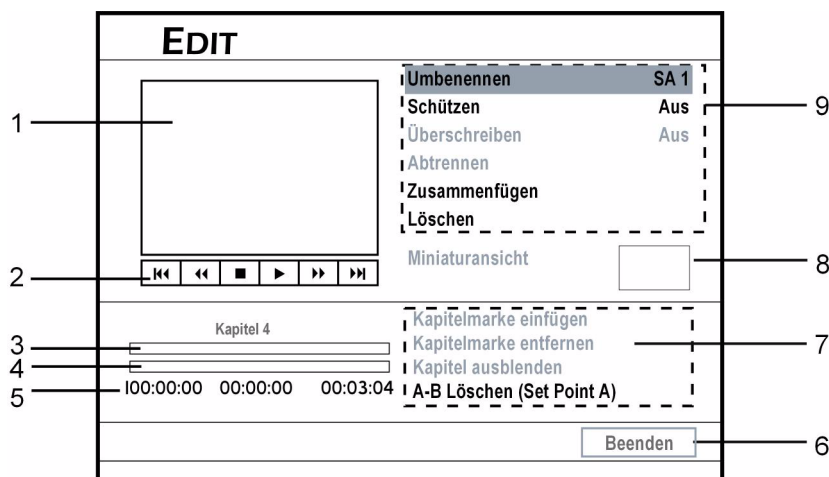 EDIT
Umbenennen SA 1
Schützen Aus
Überschreiben Aus
Abtrennen
Zusammenfügen
Löschen
Miniaturansicht
Kapitel 4
Kapitelmarke einfügen
Kapitelmarke entfernen
Kapitel ausblenden
A-B Löschen (Set Point A)
I00:00:00 00:00:00 00:03:04
Beenden
1
2
3
4
5
9
8
7
6